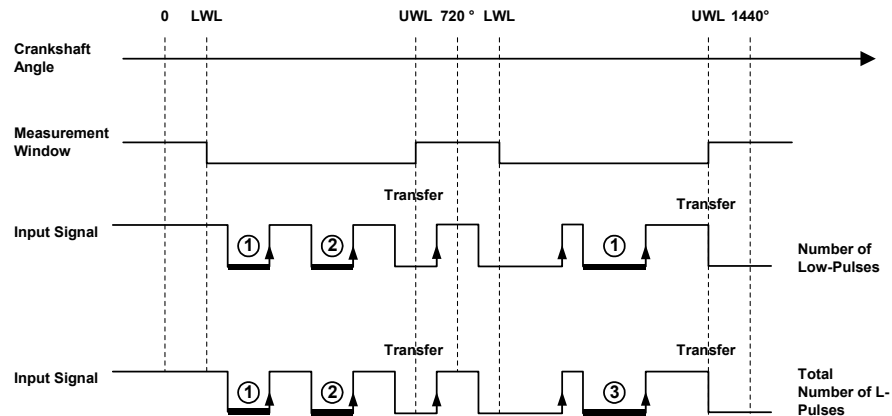 0 LWL UWL 720 ° LWL UWL 1440°
Crankshaft
Angle
Measurement
Window
Transfer
Transfer
Input Signal
1 2 1
Number of
Low-Pulses
Transfer
Transfer
Input Signal
1 2 3
Total
Number of L-
Pulses